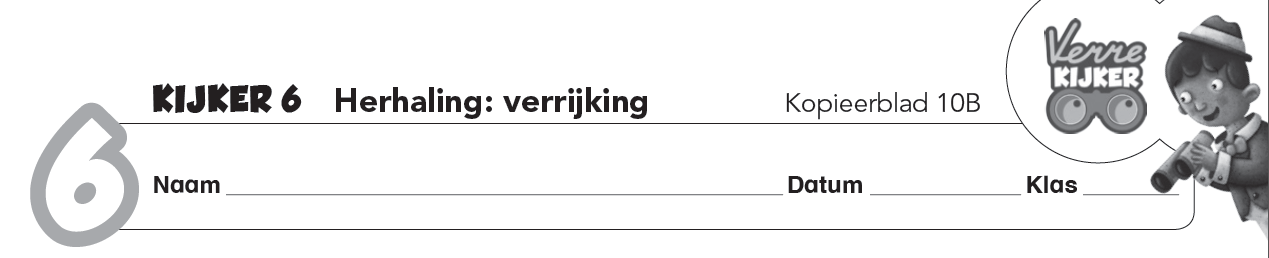 Verre
KIJKER
KIJKER 6 Herhaling: verrijking Kopieerblad 10B
6
Naam Datum Klas